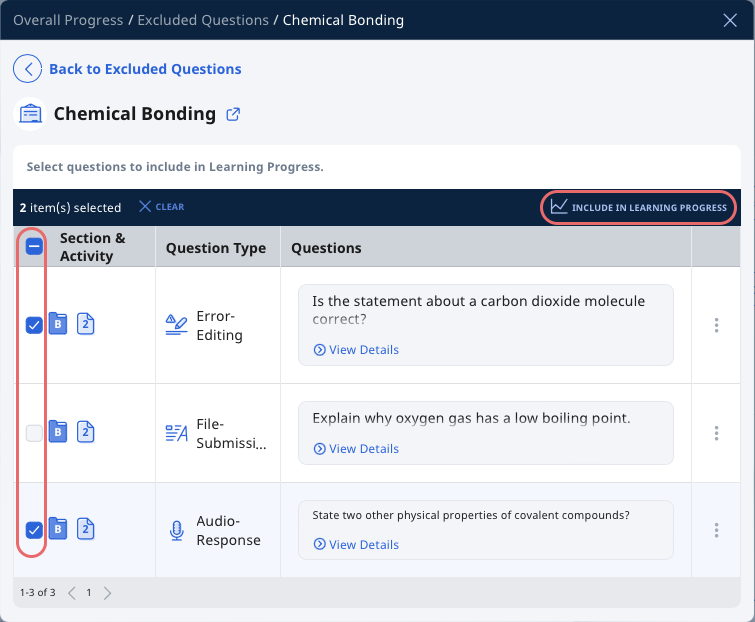 Overall Progress / Excluded Questions / Chemical Bonding
Back to Excluded Questions
Chemical Bonding
Select questions to include in Learning Progress.
2 item(s) selected CLEAR INCLUDE IN LEARNING PROGRESS
Section &
Activity
Question Type
Questions
B 2
Error-
Editing
Is the statement about a carbon dioxide molecule
correct?
View Details
B 2
File-
Submissi...
Explain why oxygen gas has a low boiling point.
View Details
B 2
Audio-
Response
State two other physical properties of covalent compounds?
View Details
1-3 of 3 1